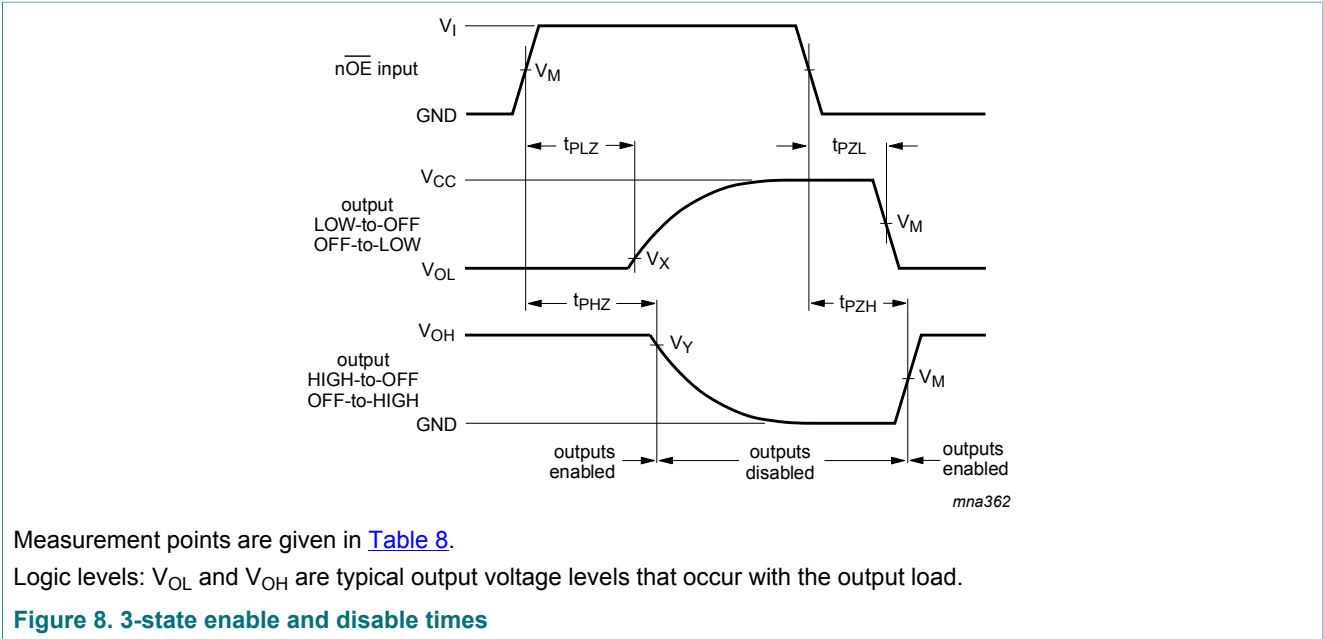 V_I
nOE input
V_M
GND
t_PLZ
t_PZL
V_CC
output
LOW-to-OFF
OFF-to-LOW
V_M
V_X
V_OL
t_PHZ
t_PZH
V_OH
V_Y
output
HIGH-to-OFF
OFF-to-HIGH
V_M
GND
outputs
enabled
outputs
disabled
outputs
enabled
mna362
Measurement points are given in Table 8.
Logic levels: V_OL and V_OH are typical output voltage levels that occur with the output load.
Figure 8. 3-state enable and disable times